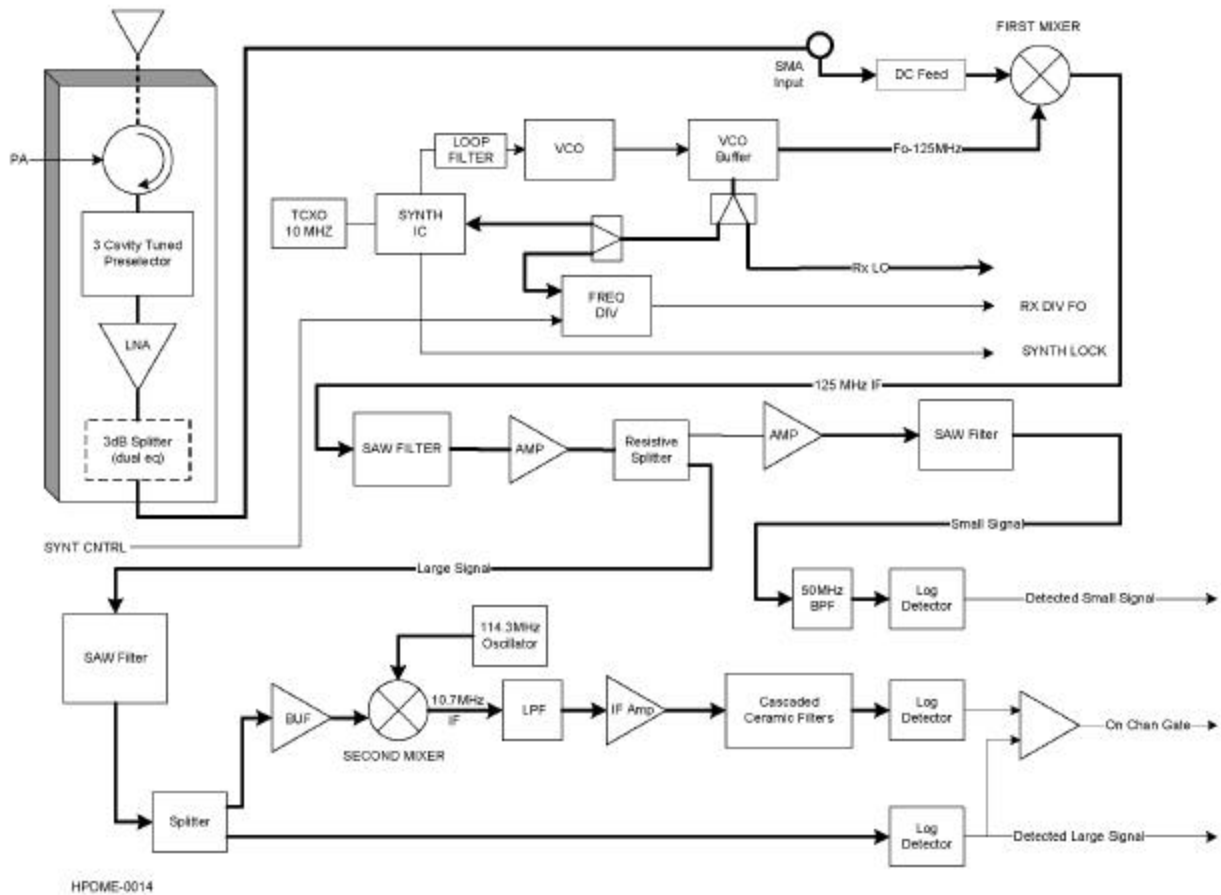 FIRST MIXER
SMA
Input
DC Feed
PA
LOOP
FILTER
VCO
VCO
Buffer
Fo-125MHz
TCXO
10 MHZ
SYNTH
IC
3 Cavity Tuned
Preselector
Rx LO
FREQ
DIV
RX DIV FO
LNA
SYNTH LOCK
125 MHz IF
3dB Splitter
(dual eq)
SAW FILTER
AMP
Resistive
Splitter
AMP
SAW Filter
Small Signal
SYNT CNTRL
Large Signal
50MHz
BPF
Log
Detector
Detected Small Signal
SAW Filter
114.3MHz
Oscillator
BUF
10.7MHz
IF
LPF
IF Amp
Cascaded
Ceramic Filters
Log
Detector
On Chan Gate
SECOND MIXER
Splitter
Log
Detector
Detected Large Signal
HPDME-0014